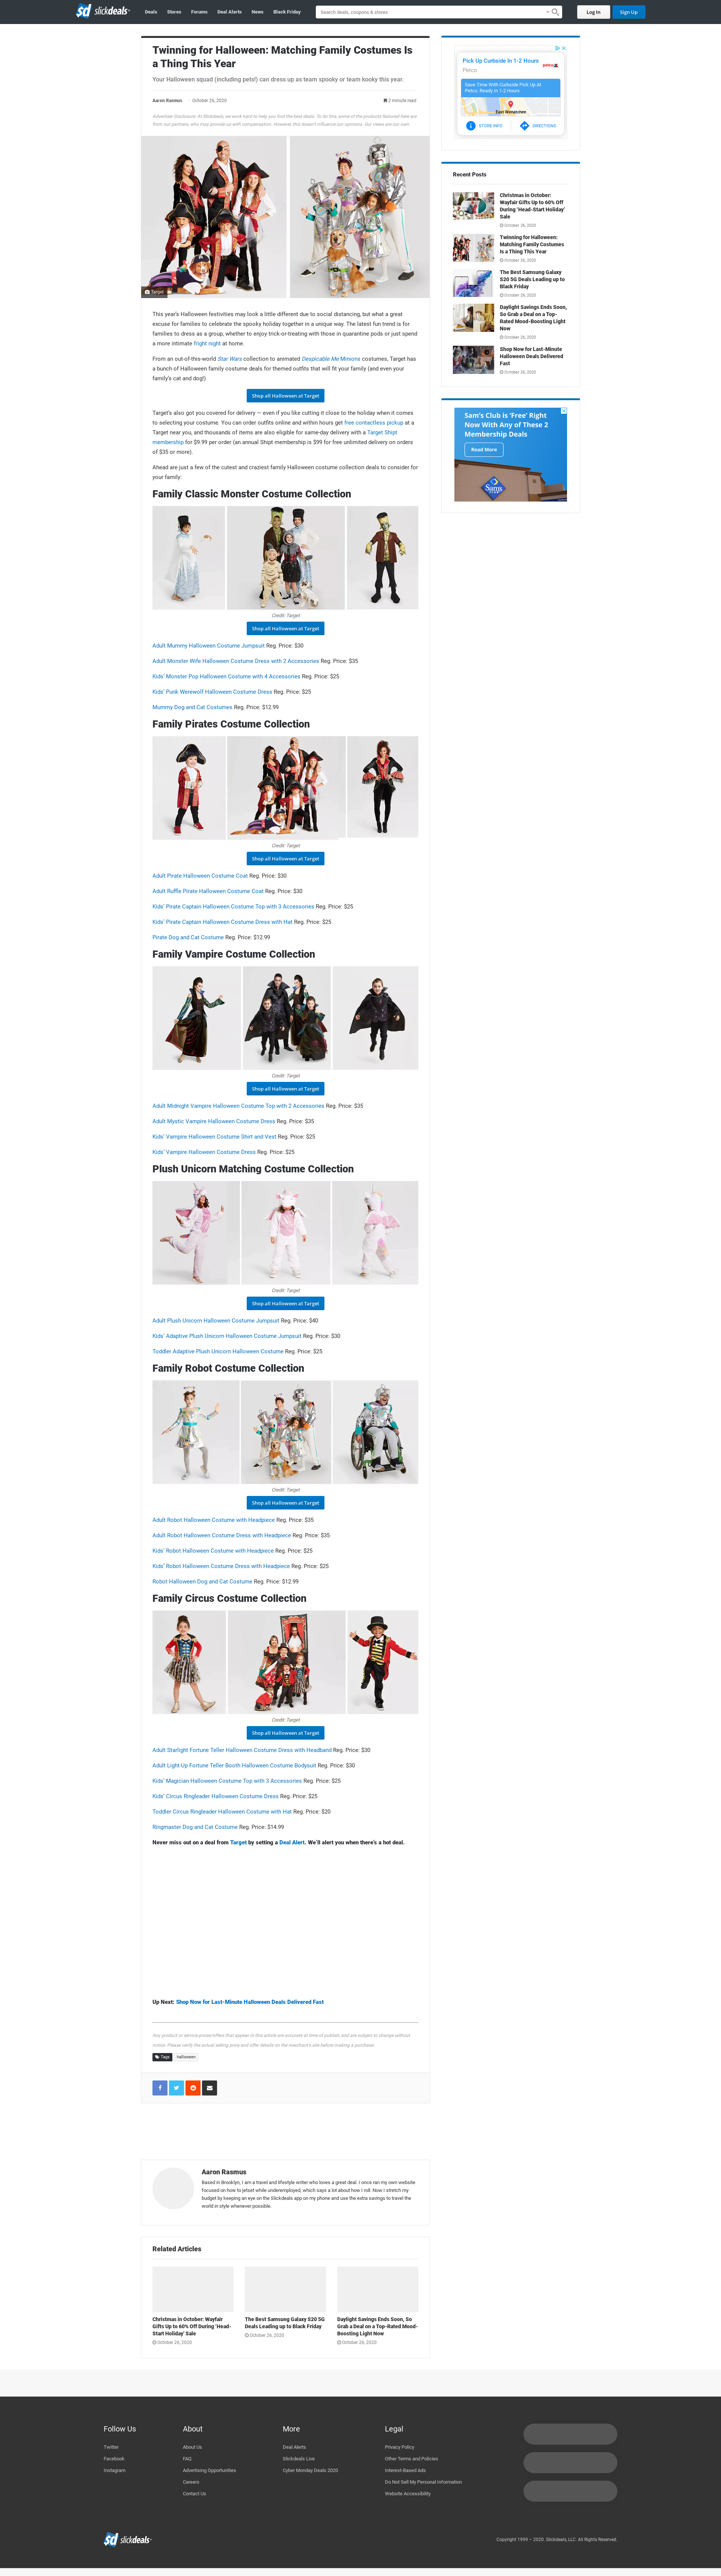 slickdeals
Deals
Stores
Forums
Deal Alerts
News
Black Friday
Search deals, coupons & stores
Log In
Sign Up
Twinning for Halloween: Matching Family Costumes Is
a Thing This Year
Your Halloween squad (including pets!) can dress up as team spooky or team kooky this year.
Aaron Rasmus
October 26, 2020
2 minute read
Advertiser Disclosure: At Slickdeals, we work hard to help you find the best deals. To do this, some of the products featured here are
from our partners, who may provide us with compensation. However, this doesn't influence our opinions. Our views are our own.
Target
This year's Halloween festivities may look a little different due to social distancing, but what a great
excuse for families to celebrate the spooky holiday together in a unique way. The latest fun trend for
families to dress as a group, whether to enjoy trick-or-treating with those in quarantine pods or just spend
a more intimate fright night at home.
From an out-of-this-world Star Wars collection to animated Despicable Me Minions costumes, Target has
a bunch of Halloween family costume deals for themed outfits that will fit your family (and even your
family's cat and dog!)
Shop all Halloween at Target
Target's also got you covered for delivery — even if you like cutting it close to the holiday when it comes
to selecting your costume. You can order outfits online and within hours get free contactless pickup at a
Target near you, and thousands of items are also eligible for same-day delivery with a Target Shipt
membership for $9.99 per order (an annual Shipt membership is $99 for free unlimited delivery on orders
of $35 or more).
Ahead are just a few of the cutest and craziest family Halloween costume collection deals to consider for
your family:
Family Classic Monster Costume Collection
Credit: Target
Shop all Halloween at Target
Adult Mummy Halloween Costume Jumpsuit Reg. Price: $30
Adult Monster Wife Halloween Costume Dress with 2 Accessories Reg. Price: $35
Kids' Monster Pop Halloween Costume with 4 Accessories Reg. Price: $25
Kids' Punk Werewolf Halloween Costume Dress Reg. Price: $25
Mummy Dog and Cat Costumes Reg. Price: $12.99
Family Pirates Costume Collection
Credit: Target
Shop all Halloween at Target
Adult Pirate Halloween Costume Coat Reg. Price: $30
Adult Ruffle Pirate Halloween Costume Coat Reg. Price: $30
Kids' Pirate Captain Halloween Costume Top with 3 Accessories Reg. Price: $25
Kids' Pirate Captain Halloween Costume Dress with Hat Reg. Price: $25
Pirate Dog and Cat Costume Reg. Price: $12.99
Family Vampire Costume Collection
Credit: Target
Shop all Halloween at Target
Adult Midnight Vampire Halloween Costume Top with 2 Accessories Reg. Price: $35
Adult Mystic Vampire Halloween Costume Dress Reg. Price: $35
Kids' Vampire Halloween Costume Shirt and Vest Reg. Price: $25
Kids' Vampire Halloween Costume Dress Reg. Price: $25
Plush Unicorn Matching Costume Collection
Credit: Target
Shop all Halloween at Target
Adult Plush Unicorn Halloween Costume Jumpsuit Reg. Price: $40
Kids' Adaptive Plush Unicorn Halloween Costume Jumpsuit Reg. Price: $30
Toddler Adaptive Plush Unicorn Halloween Costume Reg. Price: $25
Family Robot Costume Collection
Credit: Target
Shop all Halloween at Target
Adult Robot Halloween Costume with Headpiece Reg. Price: $35
Adult Robot Halloween Costume Dress with Headpiece Reg. Price: $35
Kids' Robot Halloween Costume with Headpiece Reg. Price: $25
Kids' Robot Halloween Costume Dress with Headpiece Reg. Price: $25
Robot Halloween Dog and Cat Costume Reg. Price: $12.99
Family Circus Costume Collection
Credit: Target
Shop all Halloween at Target
Adult Starlight Fortune Teller Halloween Costume Dress with Headband Reg. Price: $30
Adult Light-Up Fortune Teller Booth Halloween Costume Bodysuit Reg. Price: $30
Kids' Magician Halloween Costume Top with 3 Accessories Reg. Price: $25
Kids' Circus Ringleader Halloween Costume Dress Reg. Price: $25
Toddler Circus Ringleader Halloween Costume with Hat Reg. Price: $20
Ringmaster Dog and Cat Costume Reg. Price: $14.99
Never miss out on a deal from Target by setting a Deal Alert. We'll alert you when there's a hot deal.
Up Next: Shop Now for Last-Minute Halloween Deals Delivered Fast
Any product or service prices/offers that appear in this article are accurate at time of publish, and are subject to change without
notice. Please verify the actual selling price and offer details on the merchant's site before making a purchase.
Tags
halloween
Aaron Rasmus
Based in Brooklyn, I am a travel and lifestyle writer who loves a great deal. I once ran my own website
focused on how to jetset while underemployed, which says a lot about how I roll. Now I stretch my
budget by keeping an eye on the Slickdeals app on my phone and use the extra savings to travel the
world in style whenever possible.
Related Articles
Christmas in October: Wayfair
Gifts Up to 60% Off During 'Head-
Start Holiday' Sale
October 26, 2020
The Best Samsung Galaxy S20 5G
Deals Leading up to Black Friday
October 26, 2020
Daylight Savings Ends Soon, So
Grab a Deal on a Top-Rated Mood-
Boosting Light Now
October 26, 2020
Pick Up Curbside In 1-2 Hours
Petco
petco
Save Time With Curbside Pick Up At
Petco. Ready In 1-2 Hours
East Wenatchee
STORE INFO
DIRECTIONS
Recent Posts
Christmas in October:
Wayfair Gifts Up to 60% Off
During 'Head-Start Holiday'
Sale
October 26, 2020
Twinning for Halloween:
Matching Family Costumes
Is a Thing This Year
October 26, 2020
The Best Samsung Galaxy
S20 5G Deals Leading up to
Black Friday
October 26, 2020
Daylight Savings Ends Soon,
So Grab a Deal on a Top-
Rated Mood-Boosting Light
Now
October 26, 2020
Shop Now for Last-Minute
Halloween Deals Delivered
Fast
October 26, 2020
Sam's Club is 'Free' Right
Now With Any of These 2
Membership Deals
Read More
Sam's
Follow Us
Twitter
Facebook
Instagram
About
About Us
FAQ
Advertising Opportunities
Careers
Contact Us
More
Deal Alerts
Slickdeals Live
Cyber Monday Deals 2020
Legal
Privacy Policy
Other Terms and Policies
Interest-Based Ads
Do Not Sell My Personal Information
Website Accessibility
slickdeals
Copyright 1999 – 2020. Slickdeals, LLC. All Rights Reserved.